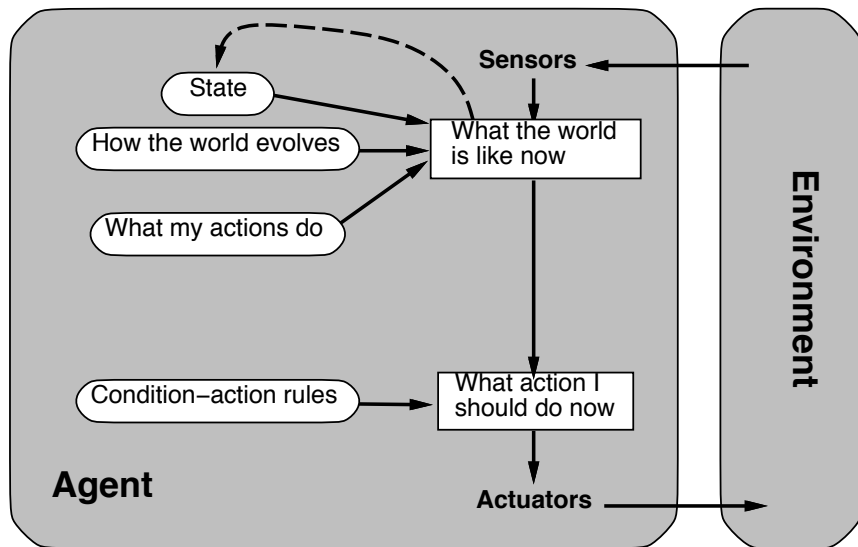 Sensors
State
What the world
is like now
How the world evolves
What my actions do
Environment
Condition−action rules
What action I
should do now
Agent
Actuators